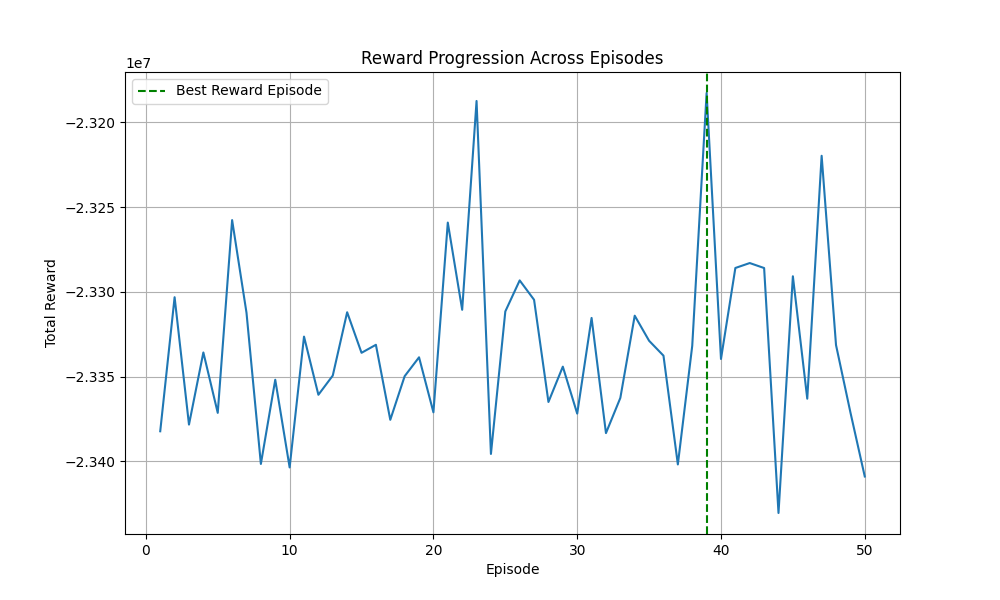 Reward Progression Across Episodes
1e7
Best Reward Episode
−2.320
−2.325
−2.330
−2.335
−2.340
Total Reward
0 10 20 30 40 50
Episode